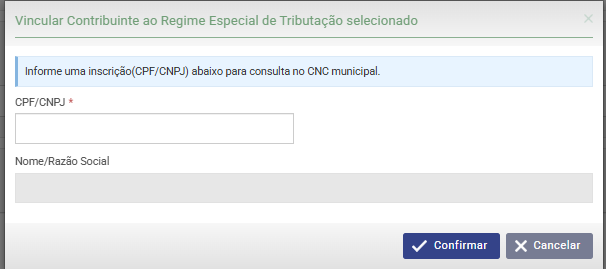 Vincular Contribuinte ao Regime Especial de Tributação selecionado
Informe uma inscrição(CPF/CNPJ) abaixo para consulta no CNC municipal.
CPF/CNPJ *
Nome/Razão Social
Confirmar
Cancelar